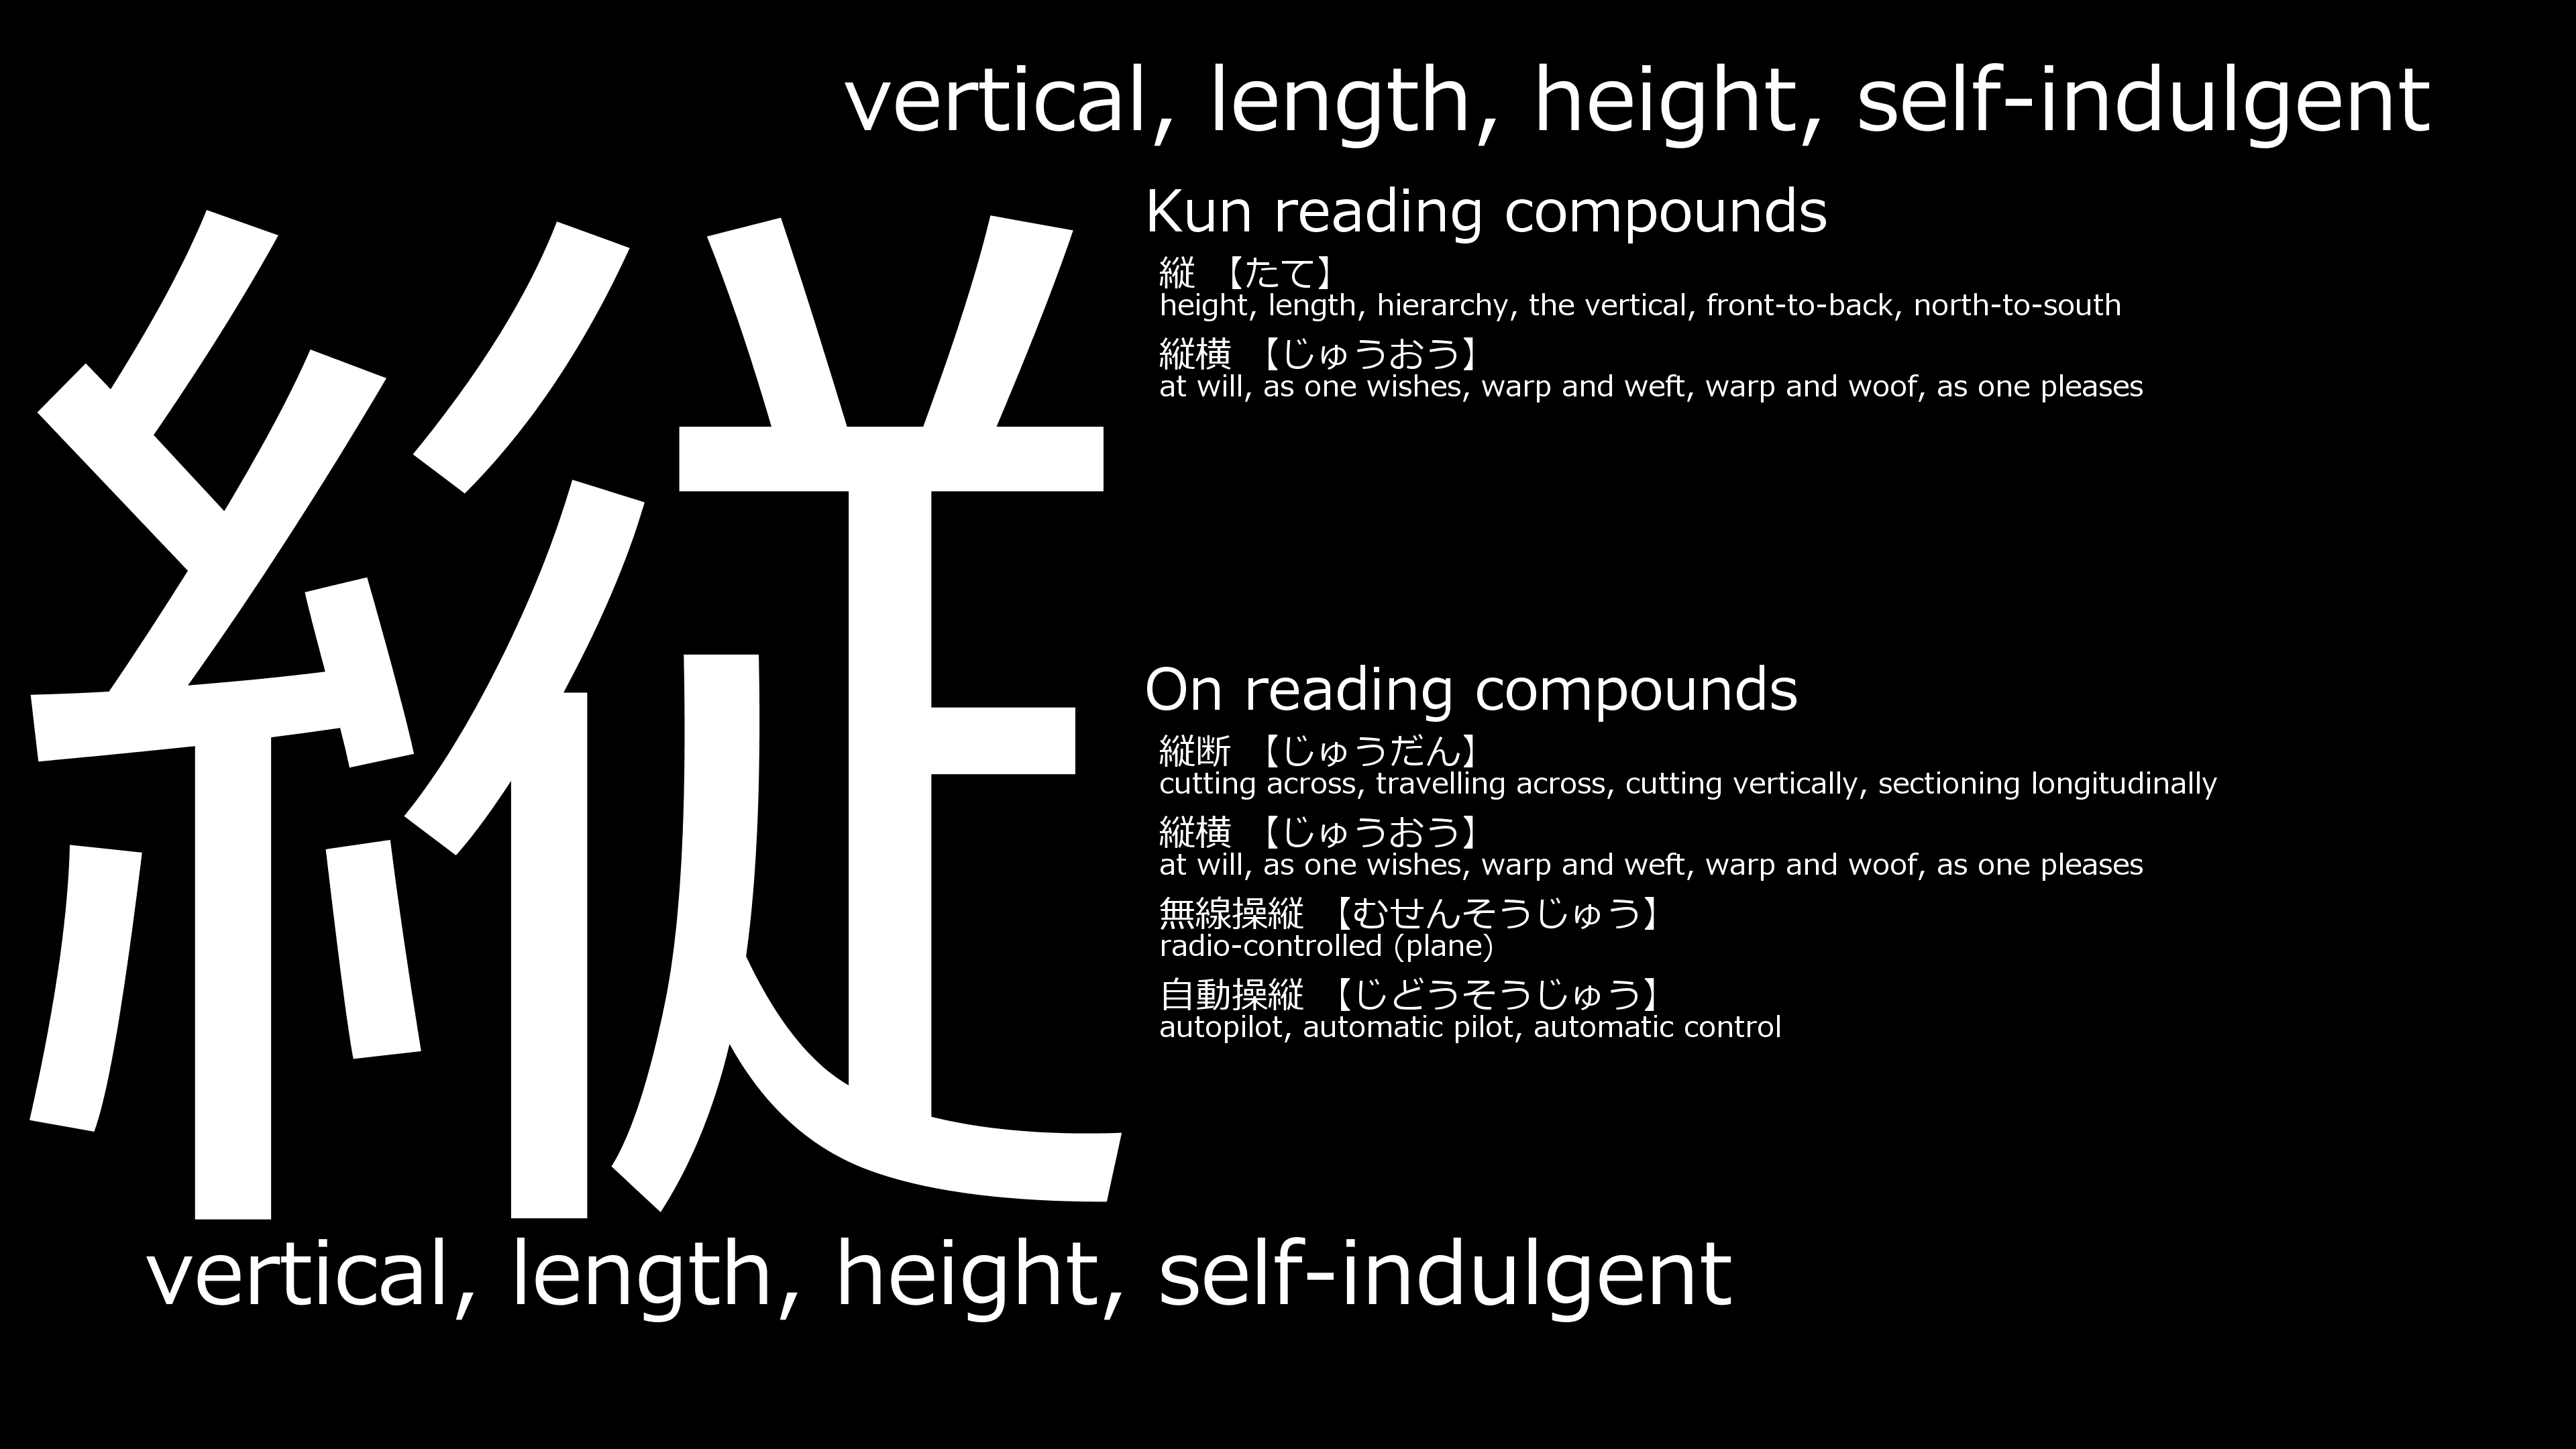 vertical, length, height, self-indulgent
縦
Kun reading compounds
縦 【たて】
height, length, hierarchy, the vertical, front-to-back, north-to-south
縦横 【じゅうおう】
at will, as one wishes, warp and weft, warp and woof, as one pleases
On reading compounds
縦断 【じゅうだん】
cutting across, travelling across, cutting vertically, sectioning longitudinally
縦横 【じゅうおう】
at will, as one wishes, warp and weft, warp and woof, as one pleases
無線操縦 【むせんそうじゅう】
radio-controlled (plane)
自動操縦 【じどうそうじゅう】
autopilot, automatic pilot, automatic control
vertical, length, height, self-indulgent